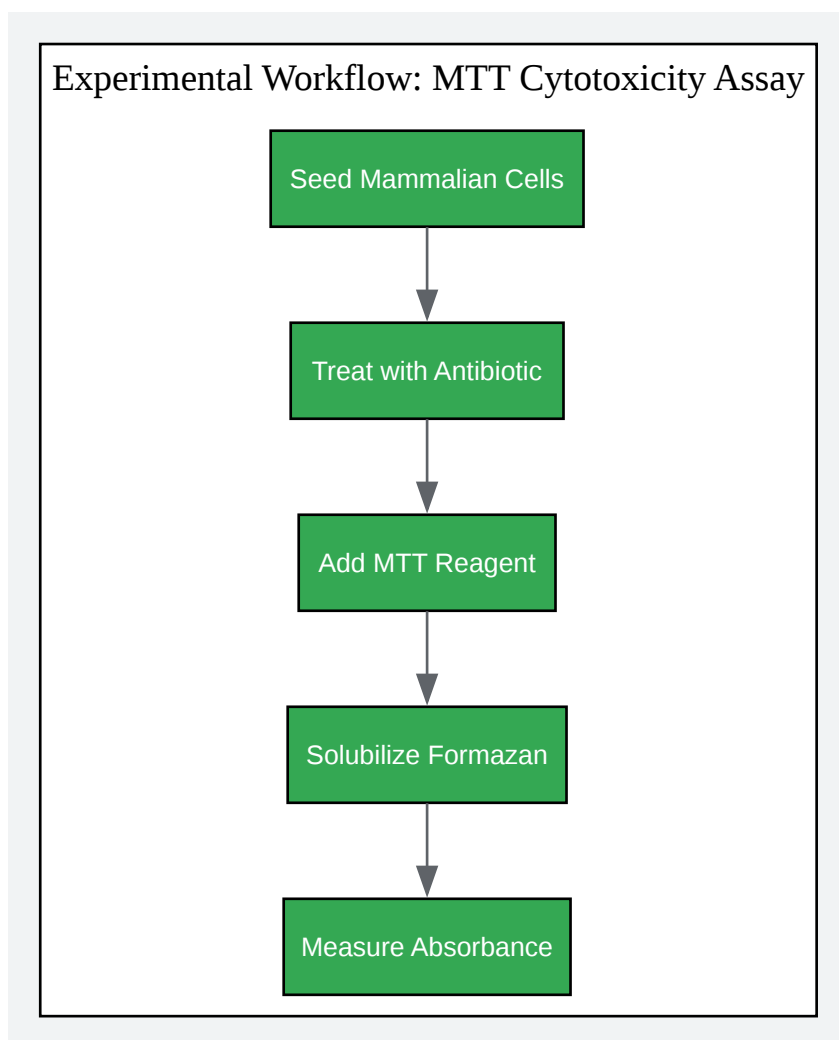 Experimental Workflow: MTT Cytotoxicity Assay
Seed Mammalian Cells
Treat with Antibiotic
Add MTT Reagent
Solubilize Formazan
Measure Absorbance